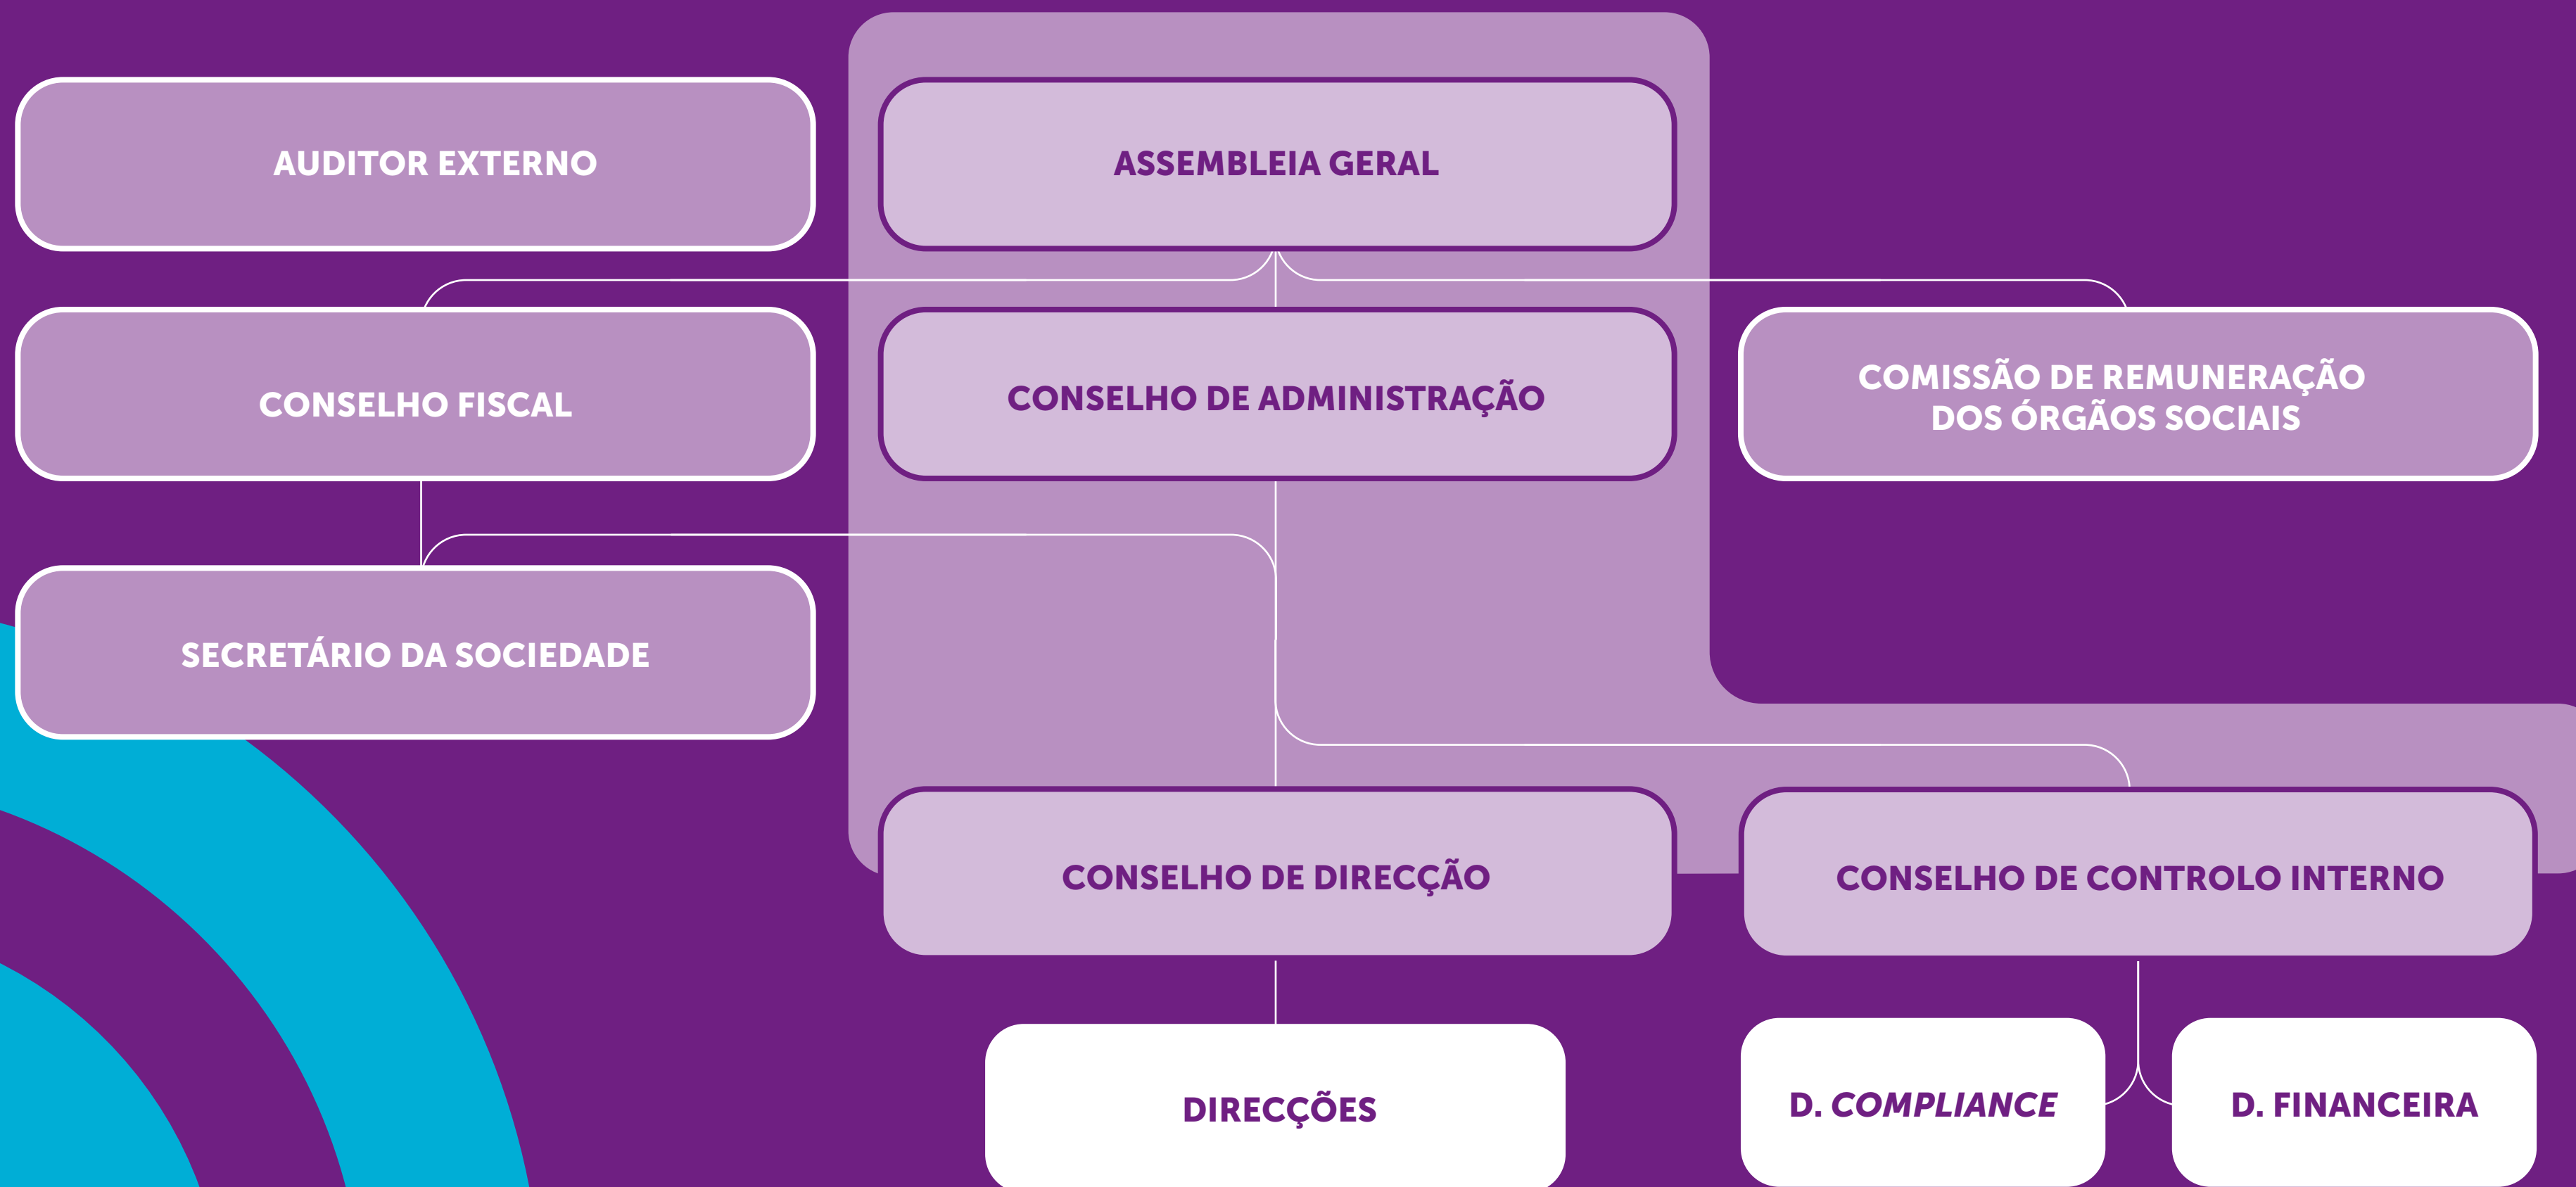 AUDITOR EXTERNO
ASSEMBLEIA GERAL
CONSELHO FISCAL
CONSELHO DE ADMINISTRAÇÃO
COMISSÃO DE REMUNERAÇÃO
DOS ÓRGÃOS SOCIAIS
SECRETÁRIO DA SOCIEDADE
CONSELHO DE DIRECÇÃO
CONSELHO DE CONTROLO INTERNO
DIRECÇÕES
D. COMPLIANCE
D. FINANCEIRA